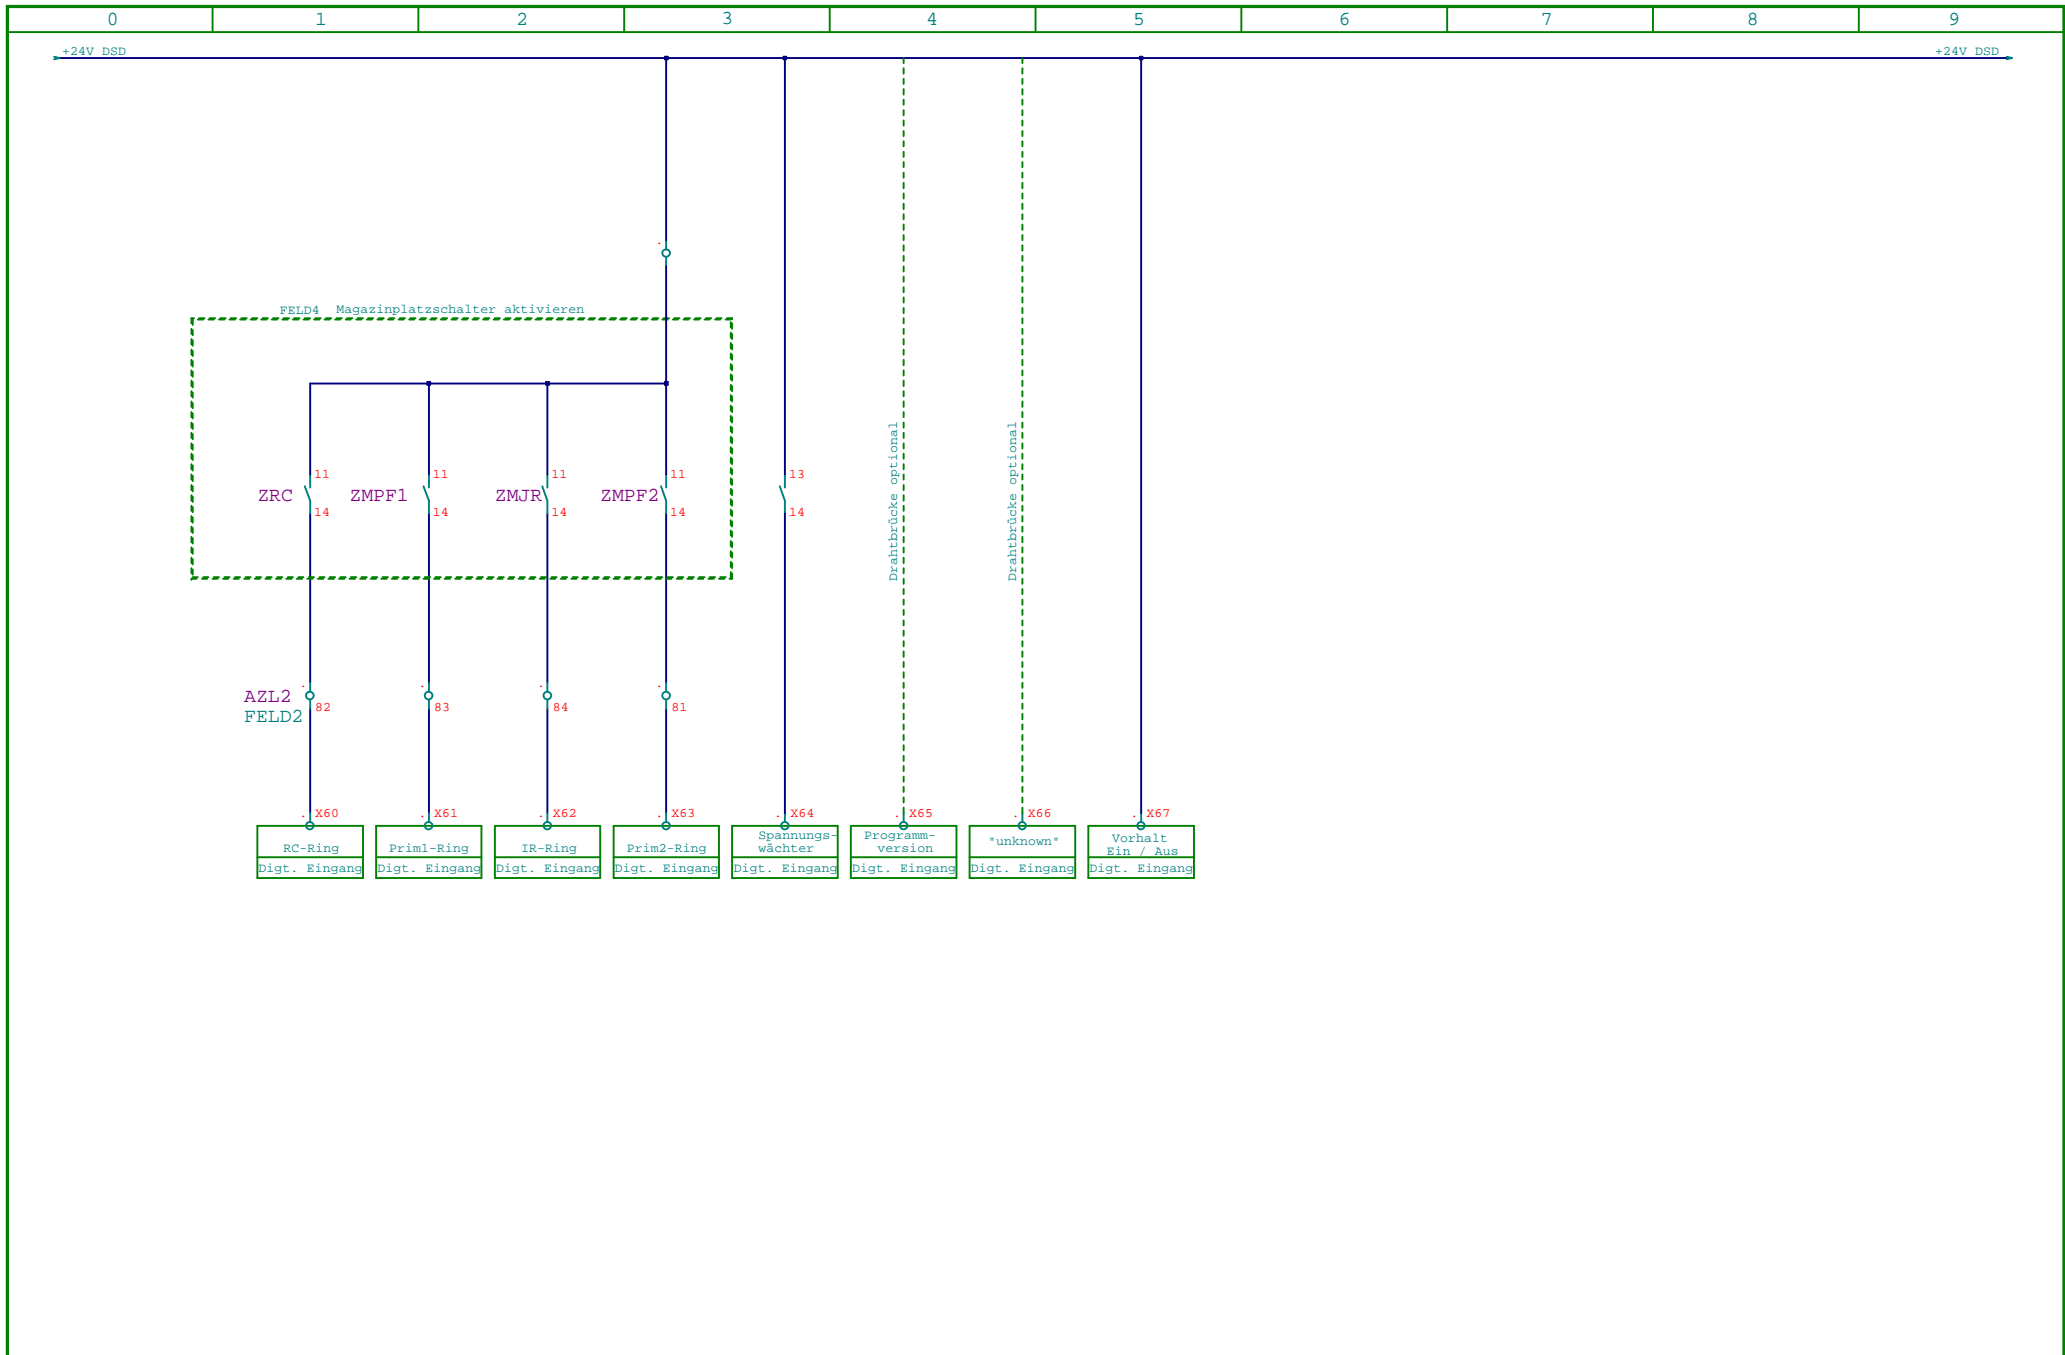 0 1 2 3 4 5 6 7 8 9
+24V DSD +24V DSD
.
FELD4 Magazinplatzschalter aktivieren
11 11 11 11 13
ZRC ZMPF1 ZMJR ZMPF2
14 14 14 14 14
Drahtbrücke optional
Drahtbrücke optional
. . . .
AZL2 82 83 84 81
FELD2
. X60 . X61 . X62 . X63 . X64 . X65 . X66 . X67
RC-Ring
Digt. Eingang
Prim1-Ring
Digt. Eingang
IR-Ring
Digt. Eingang
Prim2-Ring
Digt. Eingang
Spannungs-
wächter
Digt. Eingang
Programm-
version
Digt. Eingang
"unknown"
Digt. Eingang
Vorhalt
Ein / Aus
Digt. Eingang